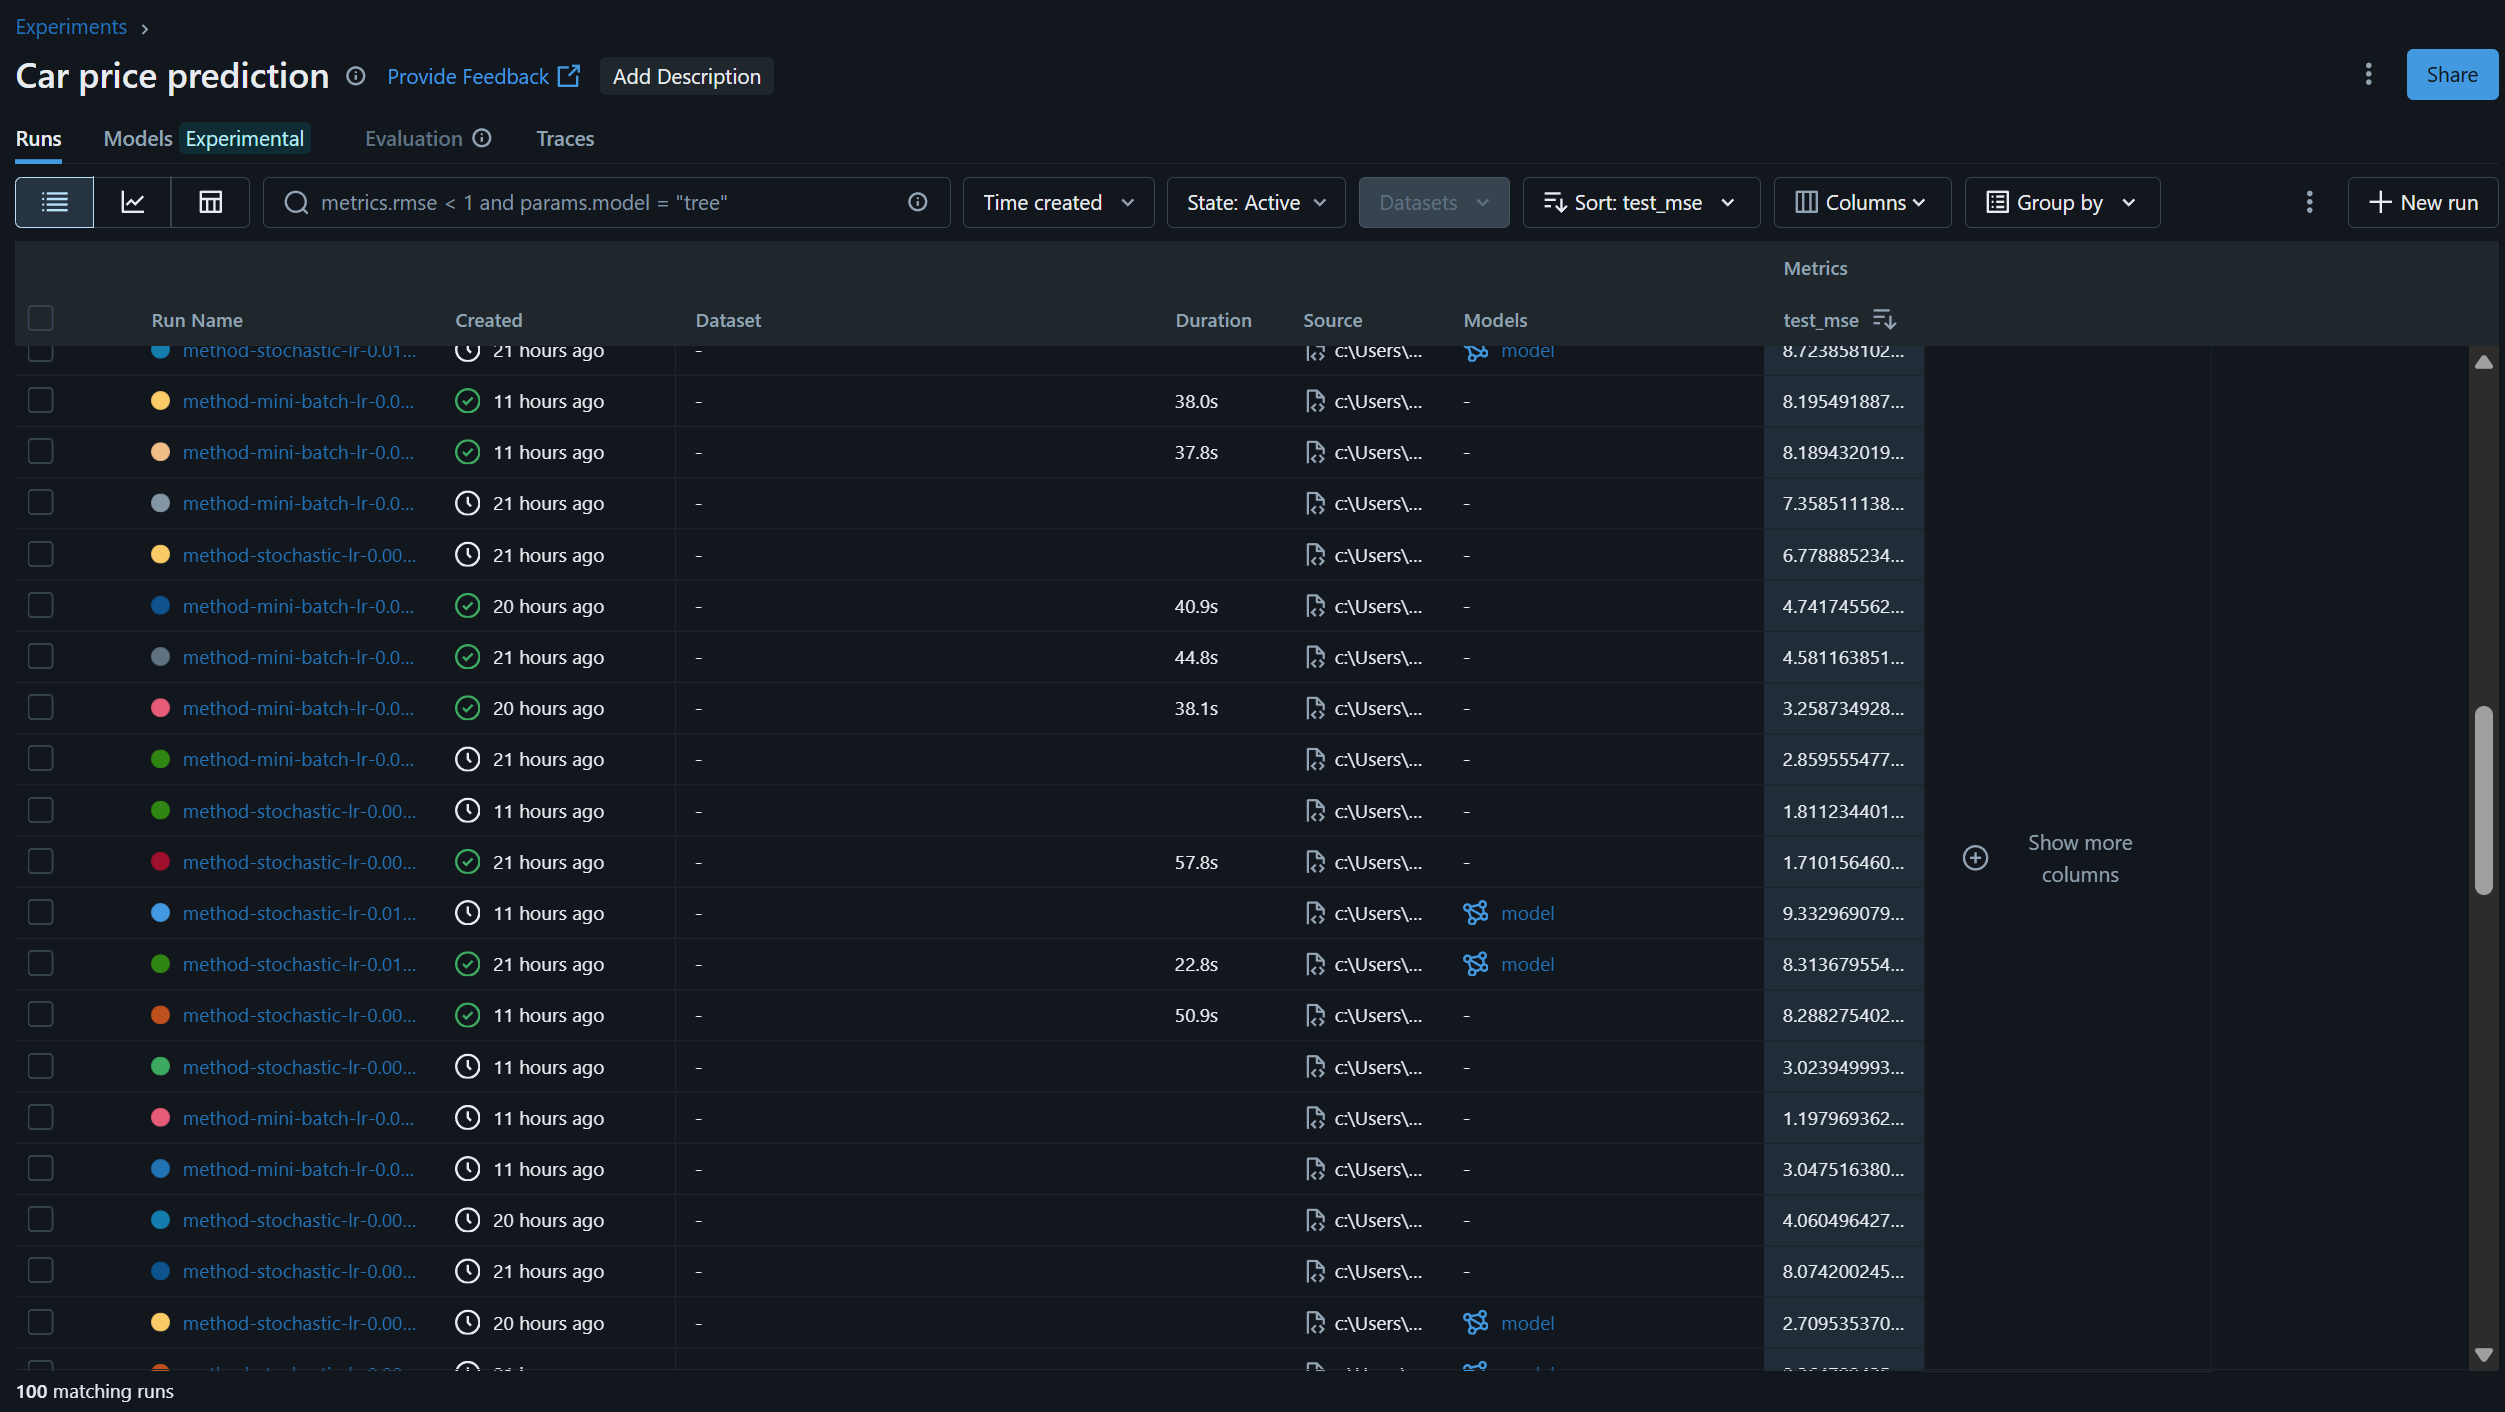 Experiments
Car price prediction Provide Feedback Add Description Share
Runs Models Experimental Evaluation Traces
metrics.rmse < 1 and params.model = "tree" Time created State: Active Datasets Sort: test_mse Columns Group by New run
Metrics
Run Name Created Dataset Duration Source Models test_mse
method-stochastic-lr-0.01... 21 hours ago - c:\Users\... model 8.723858102...
method-mini-batch-lr-0.0... 11 hours ago - 38.0s c:\Users\... - 8.195491887...
method-mini-batch-lr-0.0... 11 hours ago - 37.8s c:\Users\... - 8.189432019...
method-mini-batch-lr-0.0... 21 hours ago - c:\Users\... - 7.358511138...
method-stochastic-lr-0.00... 21 hours ago - c:\Users\... - 6.778885234...
method-mini-batch-lr-0.0... 20 hours ago - 40.9s c:\Users\... - 4.741745562...
method-mini-batch-lr-0.0... 21 hours ago - 44.8s c:\Users\... - 4.581163851...
method-mini-batch-lr-0.0... 20 hours ago - 38.1s c:\Users\... - 3.258734928...
method-mini-batch-lr-0.0... 21 hours ago - c:\Users\... - 2.859555477...
method-stochastic-lr-0.00... 11 hours ago - c:\Users\... - 1.811234401...
method-stochastic-lr-0.00... 21 hours ago - 57.8s c:\Users\... - 1.710156460...
Show more
columns
method-stochastic-lr-0.01... 11 hours ago - c:\Users\... model 9.332969079...
method-stochastic-lr-0.01... 21 hours ago - 22.8s c:\Users\... model 8.313679554...
method-stochastic-lr-0.00... 11 hours ago - 50.9s c:\Users\... - 8.288275402...
method-stochastic-lr-0.00... 11 hours ago - c:\Users\... - 3.023949993...
method-mini-batch-lr-0.0... 11 hours ago - c:\Users\... - 1.197969362...
method-mini-batch-lr-0.0... 11 hours ago - c:\Users\... - 3.047516380...
method-stochastic-lr-0.00... 20 hours ago - c:\Users\... - 4.060496427...
method-stochastic-lr-0.00... 21 hours ago - c:\Users\... - 8.074200245...
method-stochastic-lr-0.00... 20 hours ago - c:\Users\... model 2.709535370...
100 matching runs